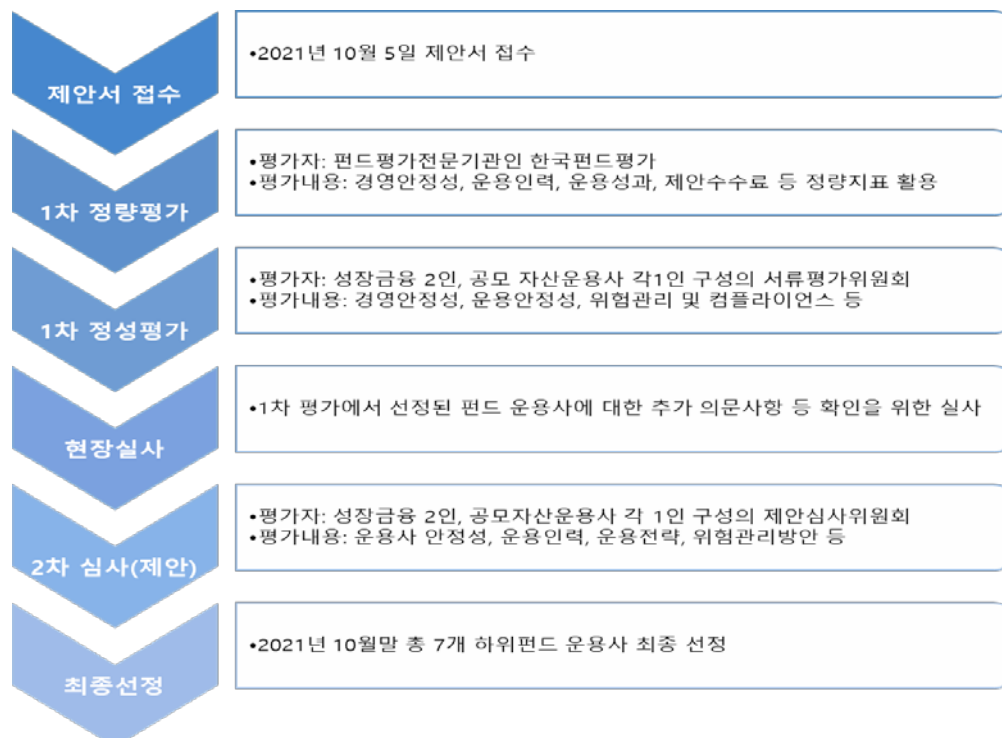 제안서 접수
•2021년 10월 5일 제안서 접수
1차 정량평가
•평가자: 펀드평가전문기관인 한국펀드평가
•평가내용: 경영안정성, 운용인력, 운용성과, 제안수수료 등 정량지표 활용
1차 정성평가
•평가자: 성장금융 2인, 공모 자산운용사 각1인 구성의 서류평가위원회
•평가내용: 경영안정성, 운용안정성, 위험관리 및 컴플라이언스 등
현장실사
•1차 평가에서 선정된 펀드 운용사에 대한 추가 의문사항 등 확인을 위한 실사
2차 심사(제안)
•평가자: 성장금융 2인, 공모자산운용사 각 1인 구성의 제안심사위원회
•평가내용: 운용사 안정성, 운용인력, 운용전략, 위험관리방안 등
최종선정
•2021년 10월말 총 7개 하위펀드 운용사 최종 선정